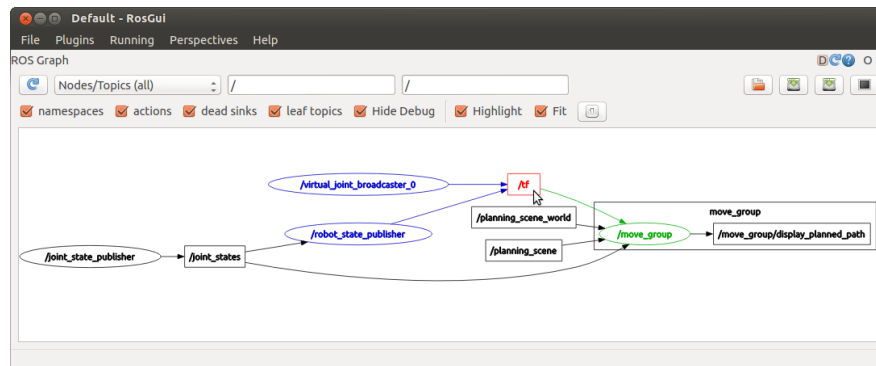 Default - RosGui
File Plugins Running Perspectives Help
ROS Graph D O
Nodes/Topics (all) / /
namespaces actions dead sinks leaf topics Hide Debug Highlight Fit
/virtual_joint_broadcaster_0 /tf
/planning_scene_world move_group
/robot_state_publisher /move_group /move_group/display_planned_path
/joint_state_publisher /joint_states /planning_scene